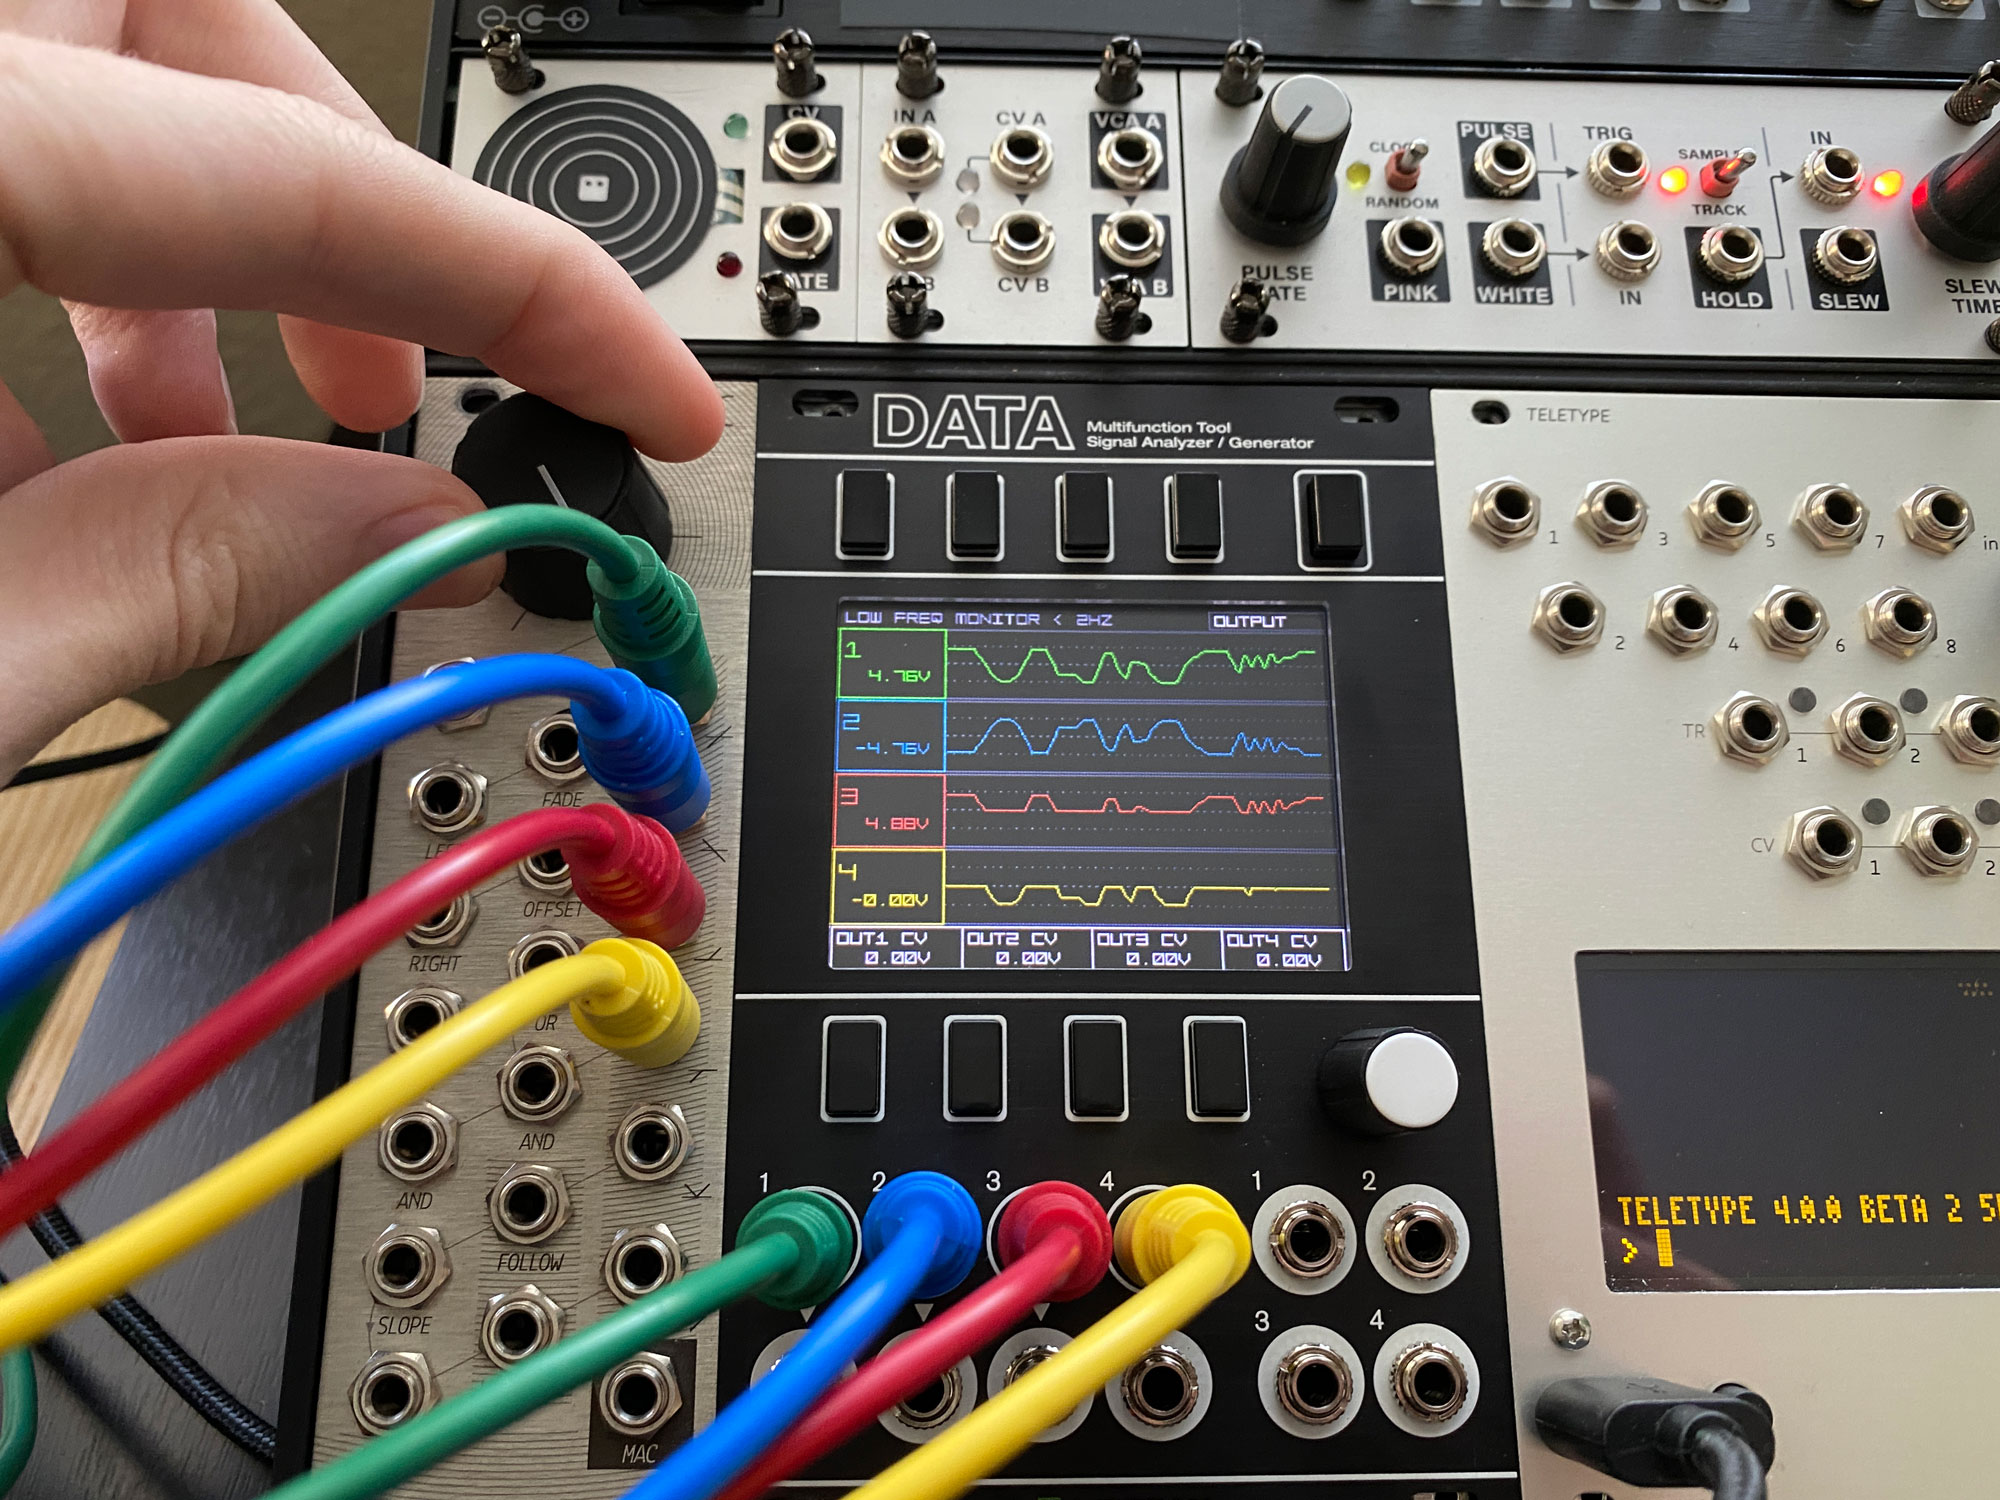 CV
IN A
CV A
VCA A
CV B
PULSE
RATE
CLOCK
RANDOM
PULSE
TRIG
SAMPLE
TRACK
IN
PINK
WHITE
IN
HOLD
SLEW
SLEW
TIME
DATA
Multifunction Tool
Signal Analyzer / Generator
TELETYPE
1 3 5 7 in
2 4 6 8
TR
1 2
CV
1 2
LOW FREQ MONITOR < 2HZ OUTPUT
1
4.76V
2
-4.76V
3
4.88V
4
-0.00V
OUT1 CV OUT2 CV OUT3 CV OUT4 CV
0.00V 0.00V 0.00V 0.00V
FADE
OFFSET
RIGHT
OR
AND
AND
FOLLOW
SLOPE
MAC
1 2 3 4 1 2
3 4
TELETYPE 4.0.0 BETA 2
>